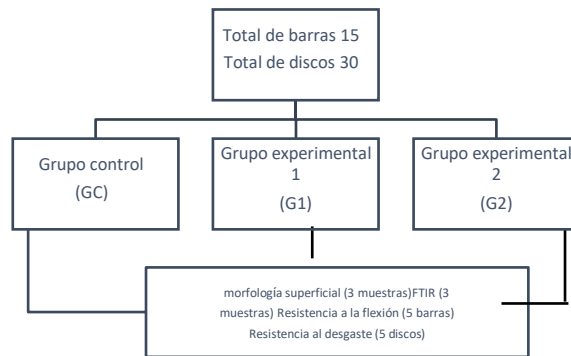 Total de barras 15
Total de discos 30
Grupo control
(GC)
Grupo experimental
1
(G1)
Grupo experimental
2
(G2)
morfología superficial (3 muestras)FTIR (3
muestras) Resistencia a la flexión (5 barras)
Resistencia al desgaste (5 discos)